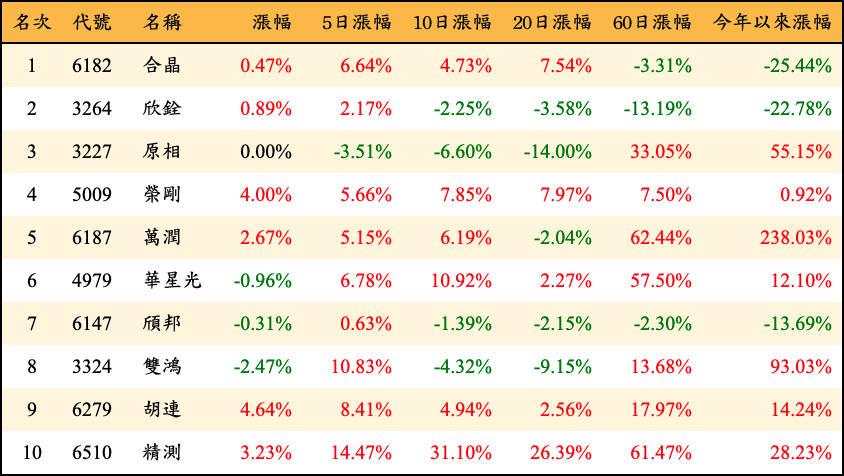 名次 代號 名稱 漲幅 5日漲幅 10日漲幅 20日漲幅 60日漲幅 今年以來漲幅
1 6182 合晶 0.47% 6.64% 4.73% 7.54% -3.31% -25.44%
2 3264 欣銓 0.89% 2.17% -2.25% -3.58% -13.19% -22.78%
3 3227 原相 0.00% -3.51% -6.60% -14.00% 33.05% 55.15%
4 5009 榮剛 4.00% 5.66% 7.85% 7.97% 7.50% 0.92%
5 6187 萬潤 2.67% 5.15% 6.19% -2.04% 62.44% 238.03%
6 4979 華星光 -0.96% 6.78% 10.92% 2.27% 57.50% 12.10%
7 6147 頎邦 -0.31% 0.63% -1.39% -2.15% -2.30% -13.69%
8 3324 雙鴻 -2.47% 10.83% -4.32% -9.15% 13.68% 93.03%
9 6279 胡連 4.64% 8.41% 4.94% 2.56% 17.97% 14.24%
10 6510 精測 3.23% 14.47% 31.10% 26.39% 61.47% 28.23%